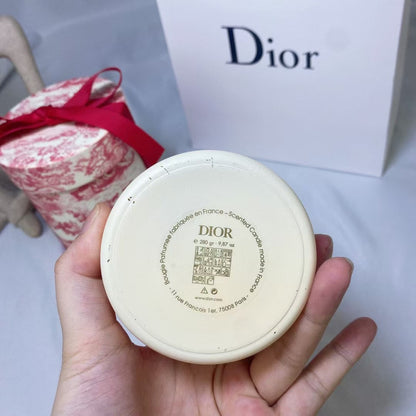 Dior
Bougie Parfumée fabriquée en France - Scented Candle made in France
DIOR
e 280 gr - 9,87 oz
www.dior.com
- 11 rue François 1er, 75008 Paris -